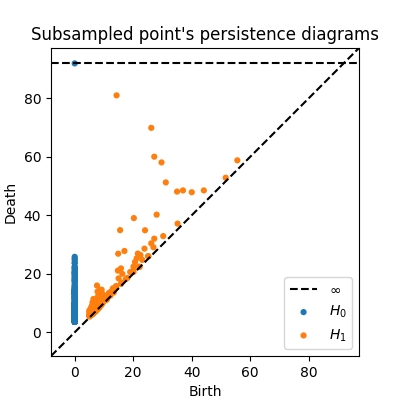 Subsampled point's persistence diagrams
Death
80
60
40
20
0
0 20 40 60 80
Birth
∞
H₀
H₁